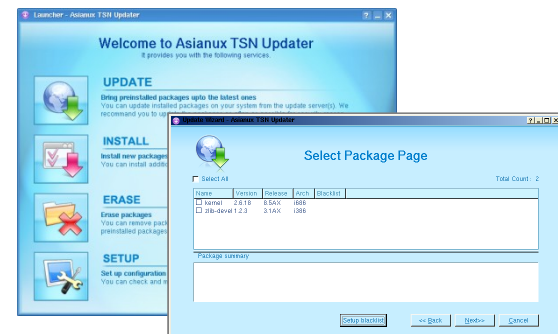 Launcher - Asianux TSN Updater
Welcome to Asianux TSN Updater
It provides you with the following services.
UPDATE
Bring preinstalled packages upto the latest ones
You can update installed packages on your system from the update server(s). We
recommend you to up
INSTALL
Install new packages
You can install additic
ERASE
Erase packages
You can remove pack
preinstalled packages
SETUP
Set up configuration
You can check and m
Update Wizard - Asianux TSN Updater
Select Package Page
Select All
Total Count : 2
Name Version Release Arch Blacklist
kernel 2.6.18 8.5AX i686
zlib-devel 1.2.3 3.1AX i386
Package summary
Setup blacklist
<< Back
Next>>
Cancel